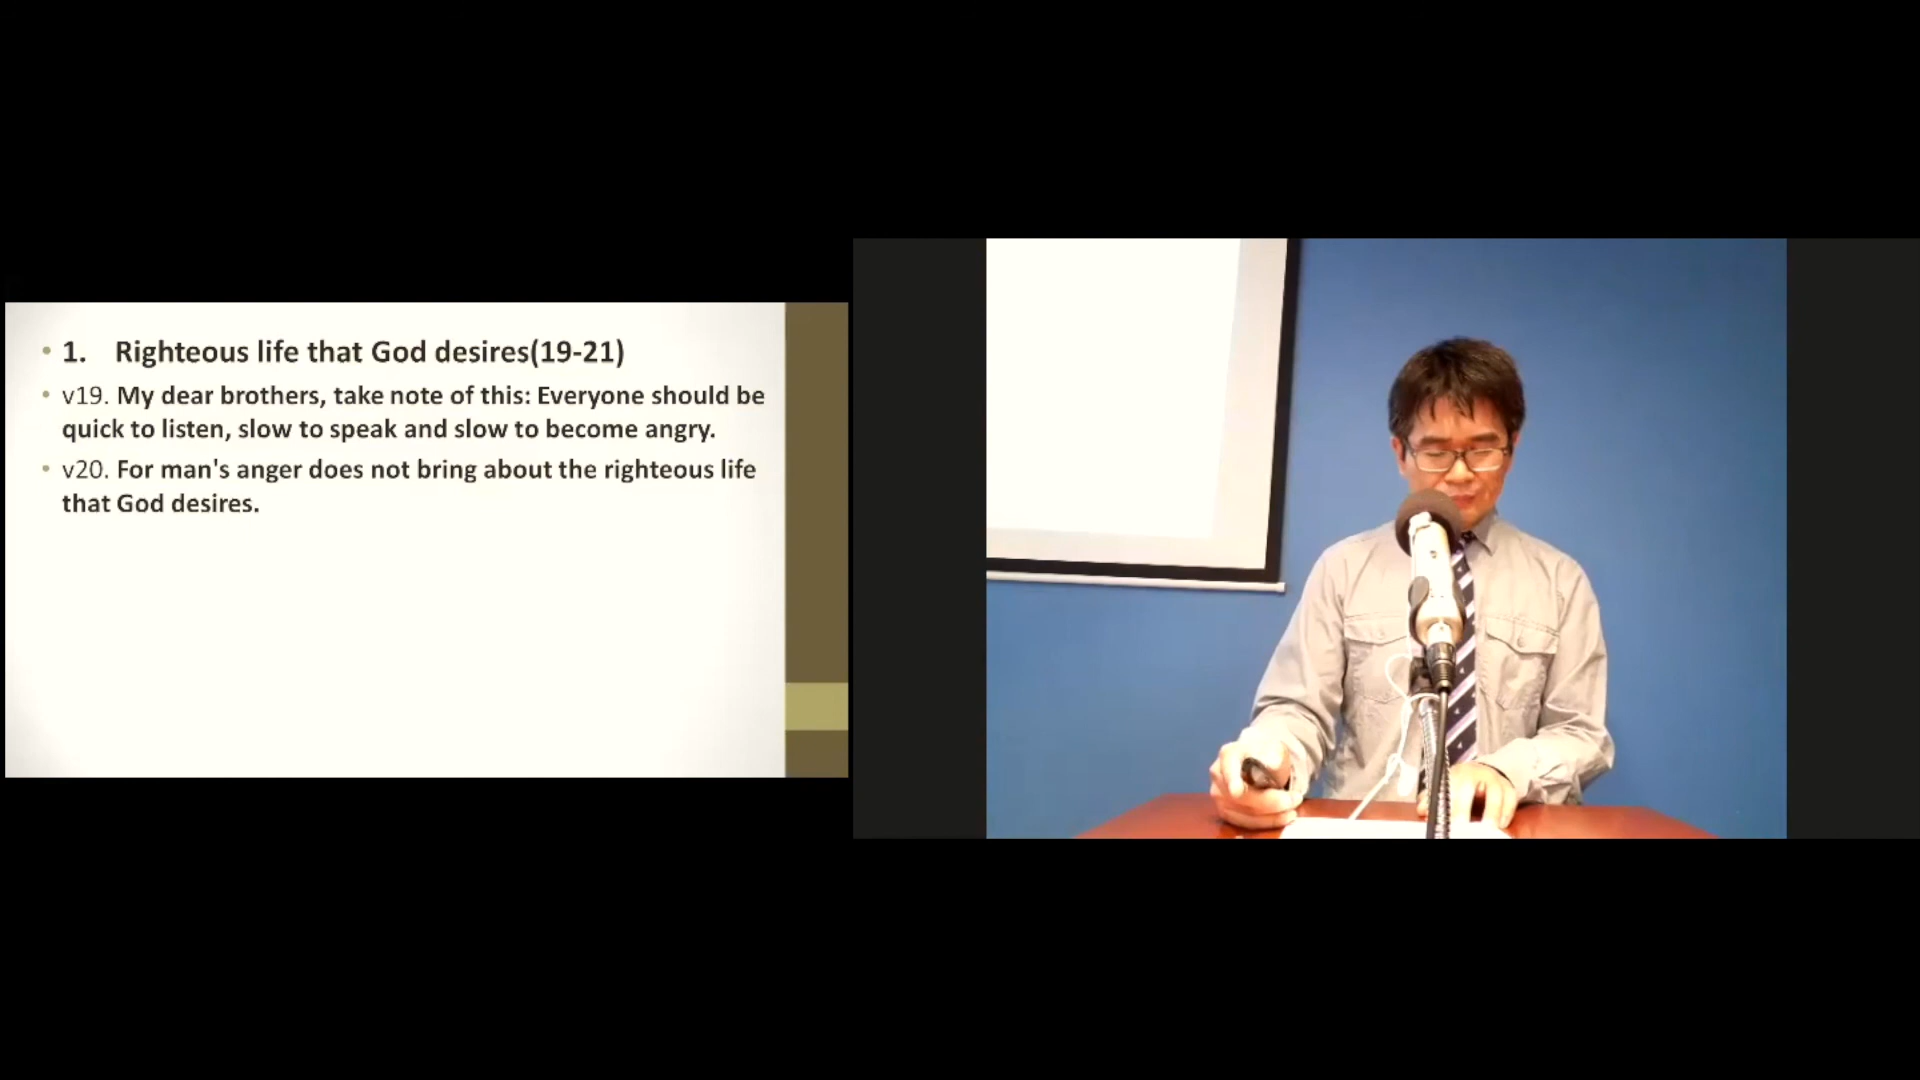 1. Righteous life that God desires(19-21)
v19. My dear brothers, take note of this: Everyone should be
quick to listen, slow to speak and slow to become angry.
v20. For man's anger does not bring about the righteous life
that God desires.